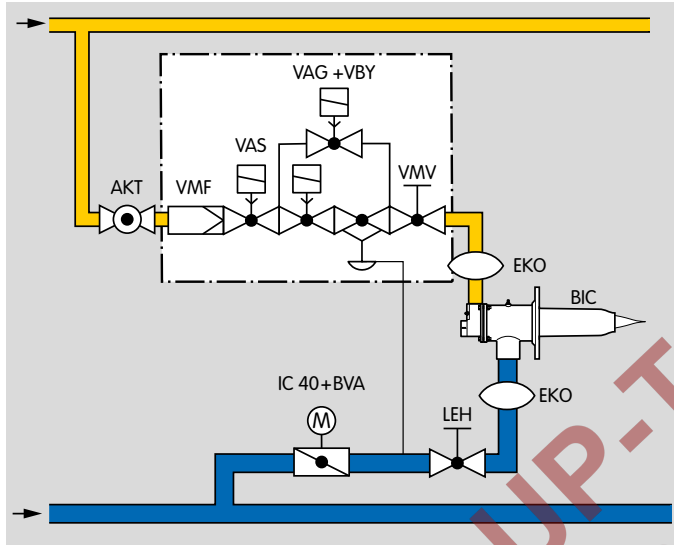 VAG +VBY
VAS
VMV
AKT
VMF
EKO
BIC
IC 40+BVA
M
LEH
EKO
UP-T